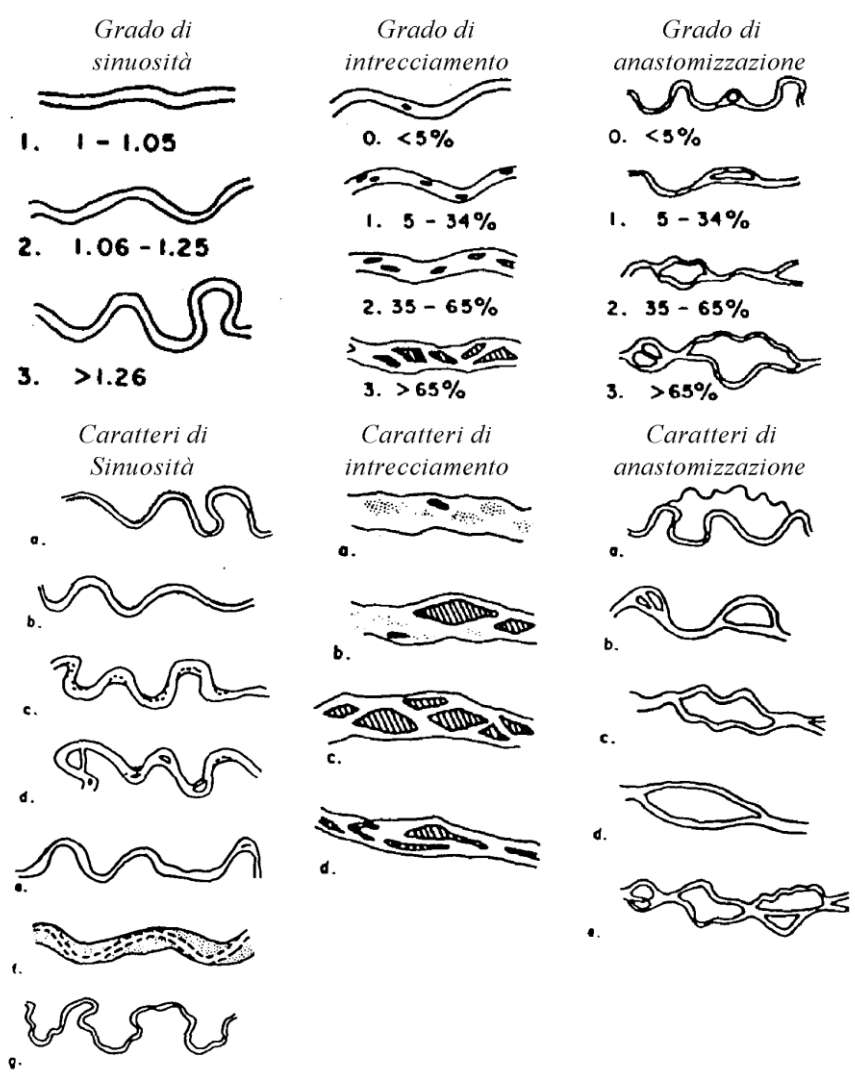 Grado di
sinuosità
1. 1 – 1.05
2. 1.06 – 1.25
3. >1.26
Grado di
intrecciamento
0. <5%
1. 5 – 34%
2. 35 – 65%
3. >65%
Grado di
anastomizzazione
0. <5%
1. 5 – 34%
2. 35 – 65%
3. >65%
Caratteri di
Sinuosità
a.
b.
c.
d.
e.
f.
g.
Caratteri di
intrecciamento
a.
b.
c.
d.
Caratteri di
anastomizzazione
a.
b.
c.
d.
e.